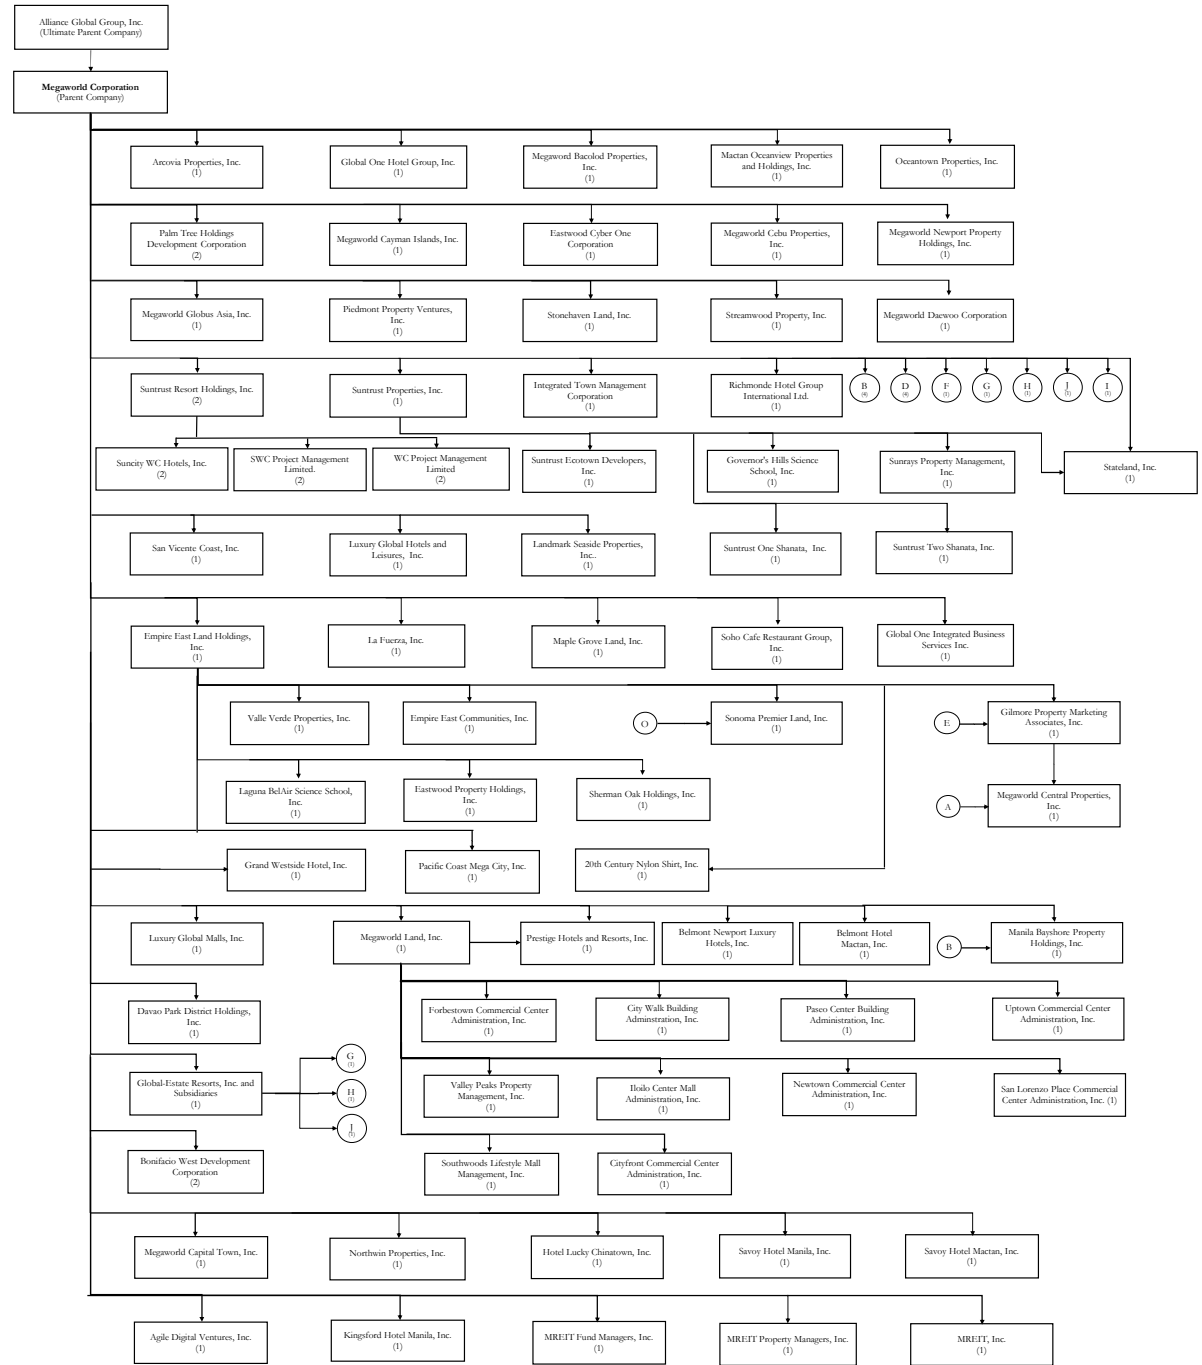 Alliance Global Group, Inc.
(Ultimate Parent Company)
Megaworld Corporation
(Parent Company)
Arcovia Properties, Inc.
(1)
Global One Hotel Group, Inc.
(1)
Megaword Bacolod Properties,
Inc.
(1)
Mactan Oceanview Properties
and Holdings, Inc.
(1)
Oceantown Properties, Inc.
(1)
Palm Tree Holdings
Development Corporation
(2)
Megaworld Cayman Islands, Inc.
(1)
Eastwood Cyber One
Corporation
(1)
Megaworld Cebu Properties,
Inc.
(1)
Megaworld Newport Property
Holdings, Inc.
(1)
Megaworld Globus Asia, Inc.
(1)
Piedmont Property Ventures,
Inc.
(1)
Stonehaven Land, Inc.
(1)
Streamwood Property, Inc.
(1)
Megaworld Daewoo Corporation
(1)
Suntrust Resort Holdings, Inc.
(2)
Suntrust Properties, Inc.
(1)
Integrated Town Management
Corporation
(1)
Richmonde Hotel Group
International Ltd.
(1)
B
(4)
D
(4)
F
(1)
G
(1)
H
(1)
J
(1)
I
(1)
Suncity WC Hotels, Inc.
(2)
SWC Project Management
Limited.
(2)
WC Project Management
Limited
(2)
Suntrust Ecotown Developers,
Inc.
(1)
Governor's Hills Science
School, Inc.
(1)
Sunrays Property Management,
Inc.
(1)
Stateland, Inc.
(1)
San Vicente Coast, Inc.
(1)
Luxury Global Hotels and
Leisures, Inc.
(1)
Landmark Seaside Properties,
Inc..
(1)
Suntrust One Shanata, Inc.
(1)
Suntrust Two Shanata, Inc.
(1)
Empire East Land Holdings,
Inc.
(1)
La Fuerza, Inc.
(1)
Maple Grove Land, Inc.
(1)
Soho Cafe Restaurant Group,
Inc.
(1)
Global One Integrated Business
Services Inc.
(1)
Valle Verde Properties, Inc.
(1)
Empire East Communities, Inc.
(1)
O
Sonoma Premier Land, Inc.
(1)
E
Gilmore Property Marketing
Associates, Inc.
(1)
Laguna BelAir Science School,
Inc.
(1)
Eastwood Property Holdings,
Inc.
(1)
Sherman Oak Holdings, Inc.
(1)
A
Megaworld Central Properties,
Inc.
(1)
Grand Westside Hotel, Inc.
(1)
Pacific Coast Mega City, Inc.
(1)
20th Century Nylon Shirt, Inc.
(1)
Luxury Global Malls, Inc.
(1)
Megaworld Land, Inc.
(1)
Prestige Hotels and Resorts, Inc.
(1)
Belmont Newport Luxury
Hotels, Inc.
(1)
Belmont Hotel
Mactan, Inc.
(1)
B
Manila Bayshore Property
Holdings, Inc.
(1)
Davao Park District Holdings,
Inc.
(1)
Forbestown Commercial Center
Administration, Inc.
(1)
City Walk Building
Adminstration, Inc.
(1)
Paseo Center Building
Administration, Inc.
(1)
Uptown Commercial Center
Administration, Inc.
(1)
Global-Estate Resorts, Inc. and
Subsidiaries
(1)
G
(1)
H
(1)
J
(1)
Valley Peaks Property
Management, Inc.
(1)
Iloilo Center Mall
Administration, Inc.
(1)
Newtown Commercial Center
Administration, Inc.
(1)
San Lorenzo Place Commercial
Center Administration, Inc. (1)
Bonifacio West Development
Corporation
(2)
Southwoods Lifestyle Mall
Management, Inc.
(1)
Cityfront Commercial Center
Administration, Inc.
(1)
Megaworld Capital Town, Inc.
(1)
Northwin Properties, Inc.
(1)
Hotel Lucky Chinatown, Inc.
(1)
Savoy Hotel Manila, Inc.
(1)
Savoy Hotel Mactan, Inc.
(1)
Agile Digital Ventures, Inc.
(1)
Kingsford Hotel Manila, Inc.
(1)
MREIT Fund Managers, Inc.
(1)
MREIT Property Managers, Inc.
(1)
MREIT, Inc.
(1)